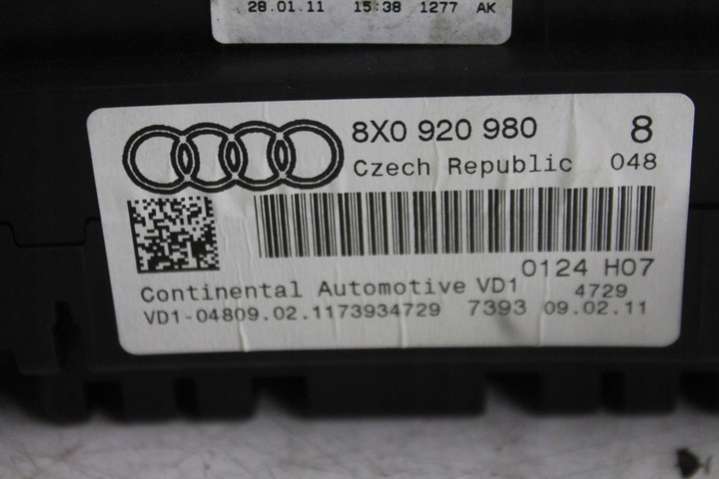 28.01.11 15:38 1277 AK
8X0 920 980 8
Czech Republic 048
0124 H07
Continental Automotive VD1 4729
VD1-04809.02.1173934729 7393 09.02.11